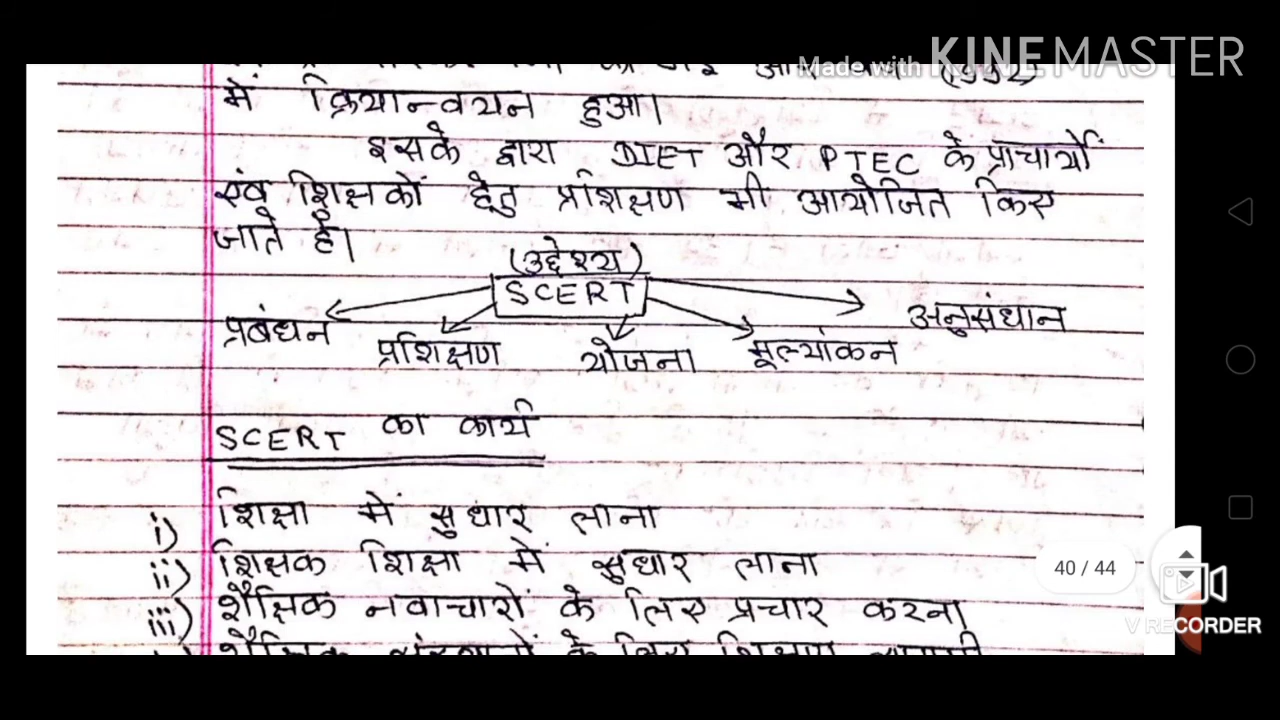 Made with KINEMASTER
में क्रियान्वयन हुआ।
इसके द्वारा DIET और PTEC के प्राचार्यो
एंव शिक्षकों हेतु प्रशिक्षण भी आयोजित किए
जाते है।
(उद्देश्य)
SCERT
प्रबंधन प्रशिक्षण योजना मूल्यांकन अनुसंधान
SCERT का कार्य
i) शिक्षा में सुधार लाना
ii) शिक्षक शिक्षा में सुधार लाना
40 / 44
iii) शैक्षिक नवाचारों के लिए प्रचार करना
V RECORDER
के लिए शिक्षण